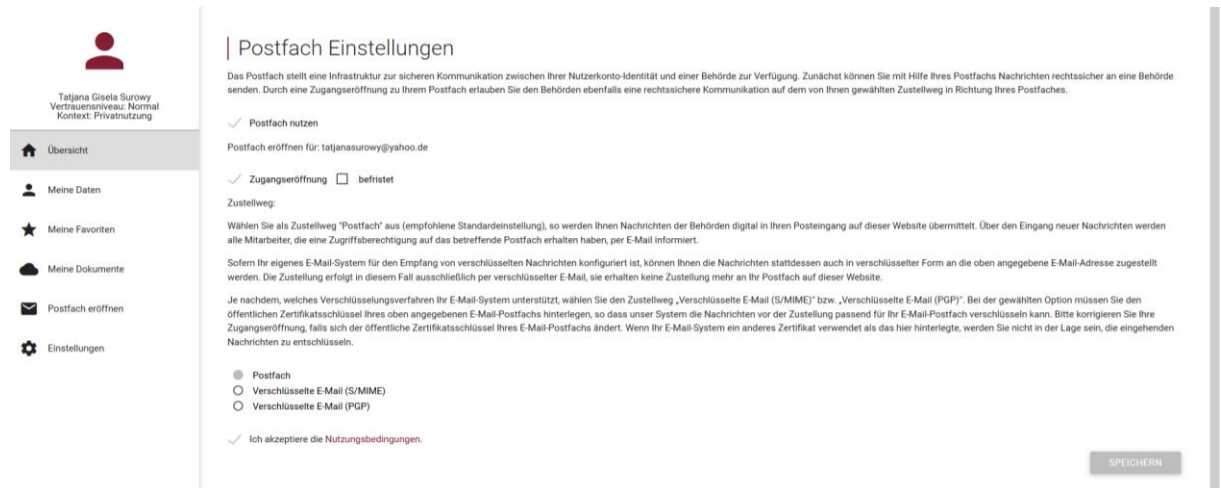 Tatjana Gisela Surowy
Vertrauensniveau: Normal
Kontext: Privatnutzung
Übersicht
Meine Daten
Meine Favoriten
Meine Dokumente
Postfach eröffnen
Einstellungen
Postfach Einstellungen
Das Postfach stellt eine Infrastruktur zur sicheren Kommunikation zwischen Ihrer Nutzerkonto-Identität und einer Behörde zur Verfügung. Zunächst können Sie mit Hilfe Ihres Postfachs Nachrichten rechtssicher an eine Behörde
senden. Durch eine Zugangseröffnung zu Ihrem Postfach erlauben Sie den Behörden ebenfalls eine rechtssichere Kommunikation auf dem von Ihnen gewählten Zustellweg in Richtung Ihres Postfaches.
Postfach nutzen
Postfach eröffnen für: tatjanasurowy@yahoo.de
Zugangseröffnung befristet
Zustellweg:
Wählen Sie als Zustellweg "Postfach" aus (empfohlene Standardeinstellung), so werden Ihnen Nachrichten der Behörden digital in Ihren Posteingang auf dieser Website übermittelt. Über den Eingang neuer Nachrichten werden
alle Mitarbeiter, die eine Zugriffsberechtigung auf das betreffende Postfach erhalten haben, per E-Mail informiert.
Sofern Ihr eigenes E-Mail-System für den Empfang von verschlüsselten Nachrichten konfiguriert ist, können Ihnen die Nachrichten stattdessen auch in verschlüsselter Form an die oben angegebene E-Mail-Adresse zugestellt
werden. Die Zustellung erfolgt in diesem Fall ausschließlich per verschlüsselter E-Mail, sie erhalten keine Zustellung mehr an Ihr Postfach auf dieser Website.
Je nachdem, welches Verschlüsselungsverfahren Ihr E-Mail-System unterstützt, wählen Sie den Zustellweg „Verschlüsselte E-Mail (S/MIME)" bzw. „Verschlüsselte E-Mail (PGP)". Bei der gewählten Option müssen Sie den
öffentlichen Zertifikatsschlüssel Ihres oben angegebenen E-Mail-Postfachs hinterlegen, so dass unser System die Nachrichten vor der Zustellung passend für Ihr E-Mail-Postfach verschlüsseln kann. Bitte korrigieren Sie Ihre
Zugangseröffnung, falls sich der öffentliche Zertifikatsschlüssel Ihres E-Mail-Postfachs ändert. Wenn Ihr E-Mail-System ein anderes Zertifikat verwendet als das hier hinterlegte, werden Sie nicht in der Lage sein, die eingehenden
Nachrichten zu entschlüsseln.
Postfach
Verschlüsselte E-Mail (S/MIME)
Verschlüsselte E-Mail (PGP)
Ich akzeptiere die Nutzungsbedingungen.
SPEICHERN